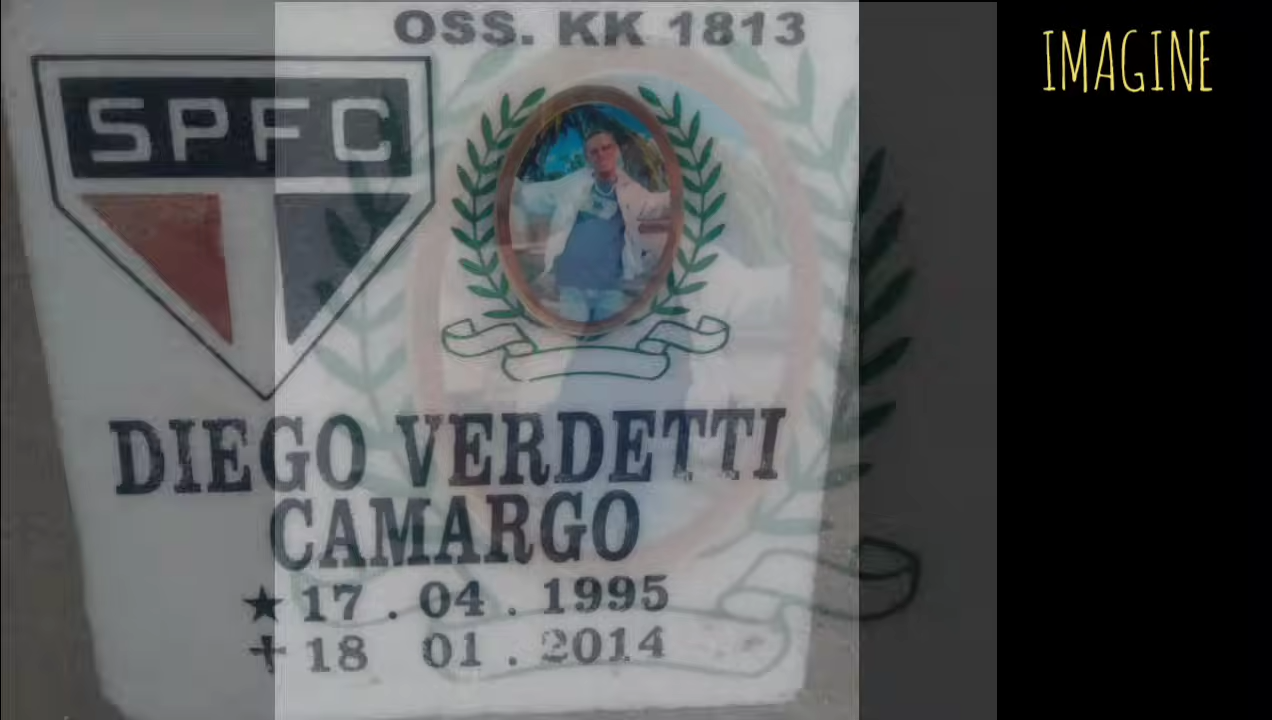 OSS. KK 1813
IMAGINE
SPFC
DIEGO VERDETTI
CAMARGO
★ 17 . 04 . 1995
✝ 18 01 . 2014